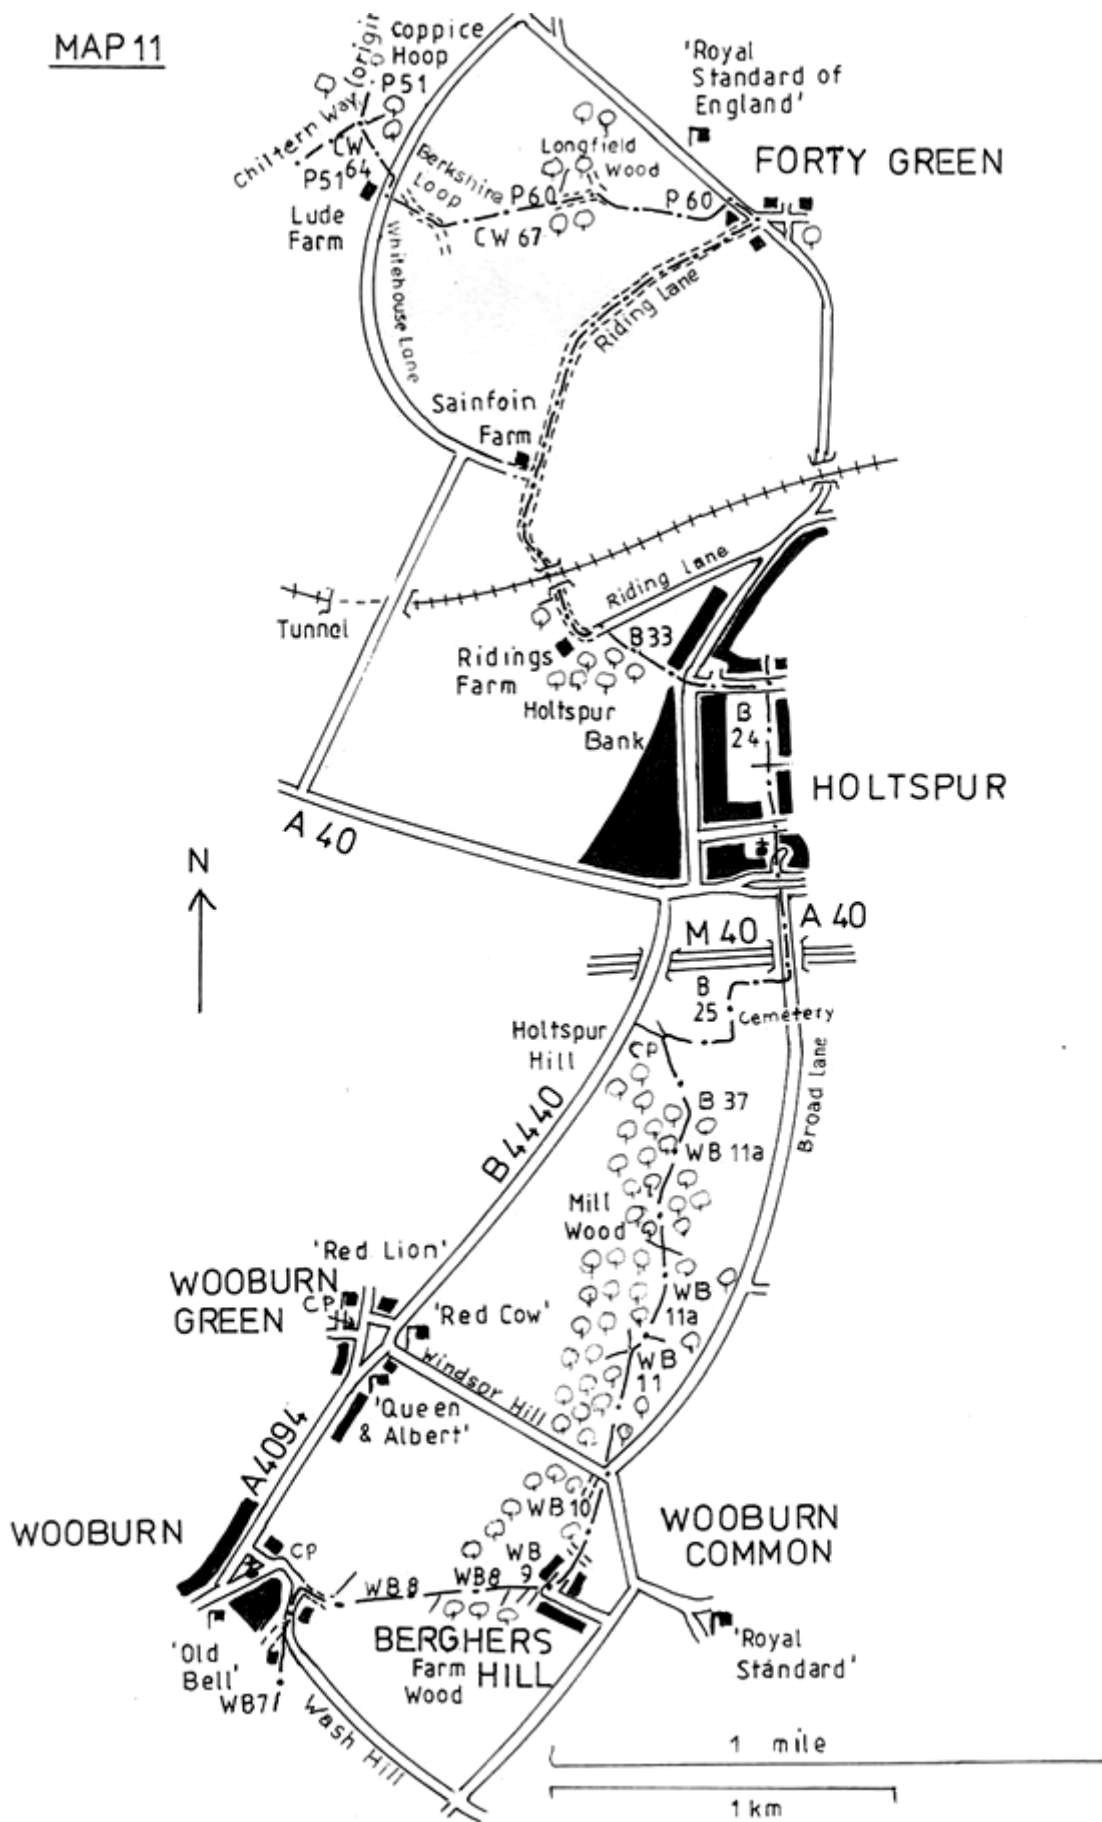 MAP 11
Coppice
Hoop
P51
Chiltern Way (origin
CW
64
P51
Lude
Farm
Berkshire
Loop
Whitehouse Lane
'Royal
Standard of
England'
Longfield
Wood
P60
CW 67
P 60
FORTY GREEN
Riding Lane
Sainfoin
Farm
Riding lane
Tunnel
B33
Ridings
Farm
Holtspur
Bank
B
24
HOLTSPUR
A 40
N
M 40
A 40
B
25
Cemetery
Holtspur
Hill
CP
Broad lane
B 37
B4440
WB 11a
Mill
Wood
'Red Lion'
WOOBURN
GREEN
CP
'Red Cow'
WB
11a
Windsor Hill
WB
11
'Queen
& Albert'
A4094
WOOBURN
CP
WB10
WOOBURN
COMMON
WB
9
WB8
WB8
BERGHERS
HILL
Farm
Wood
'Old
Bell'
WB7
Wash Hill
'Royal
Standard'
1 mile
1 km